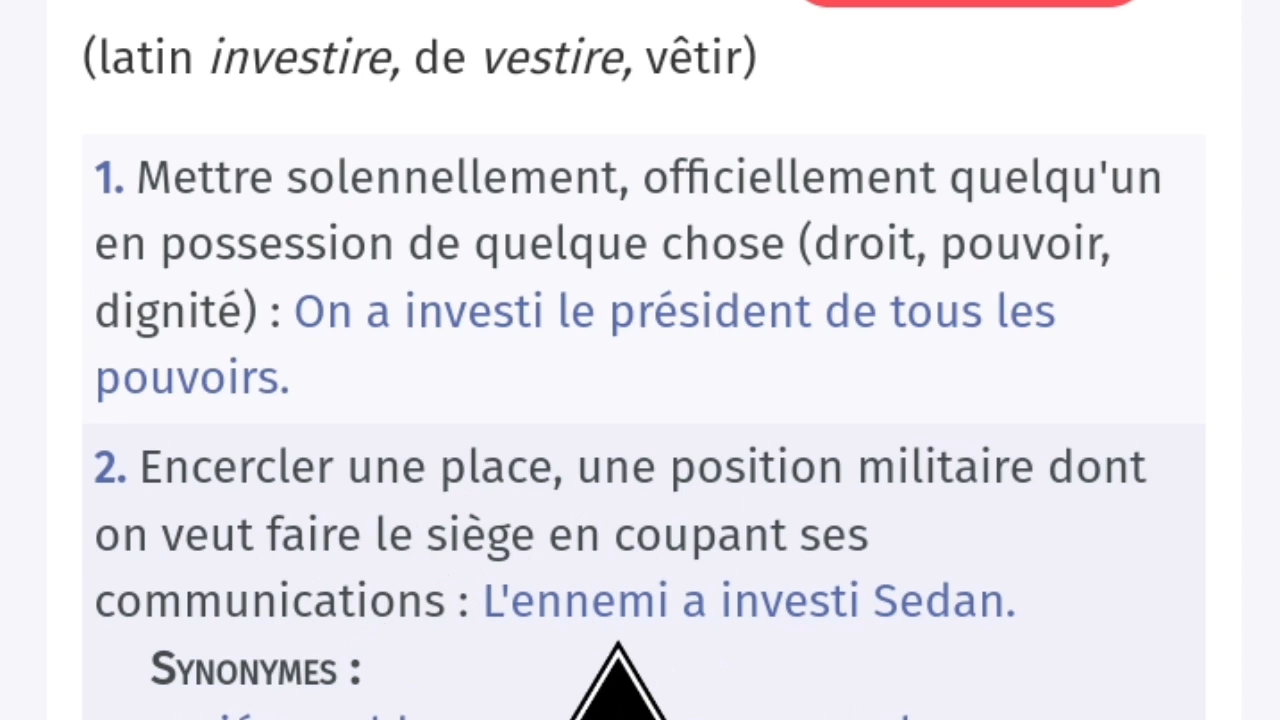 (latin investire, de vestire, vêtir)
1. Mettre solennellement, officiellement quelqu'un
en possession de quelque chose (droit, pouvoir,
dignité) : On a investi le président de tous les
pouvoirs.
2. Encercler une place, une position militaire dont
on veut faire le siège en coupant ses
communications : L'ennemi a investi Sedan.
SYNONYMES :